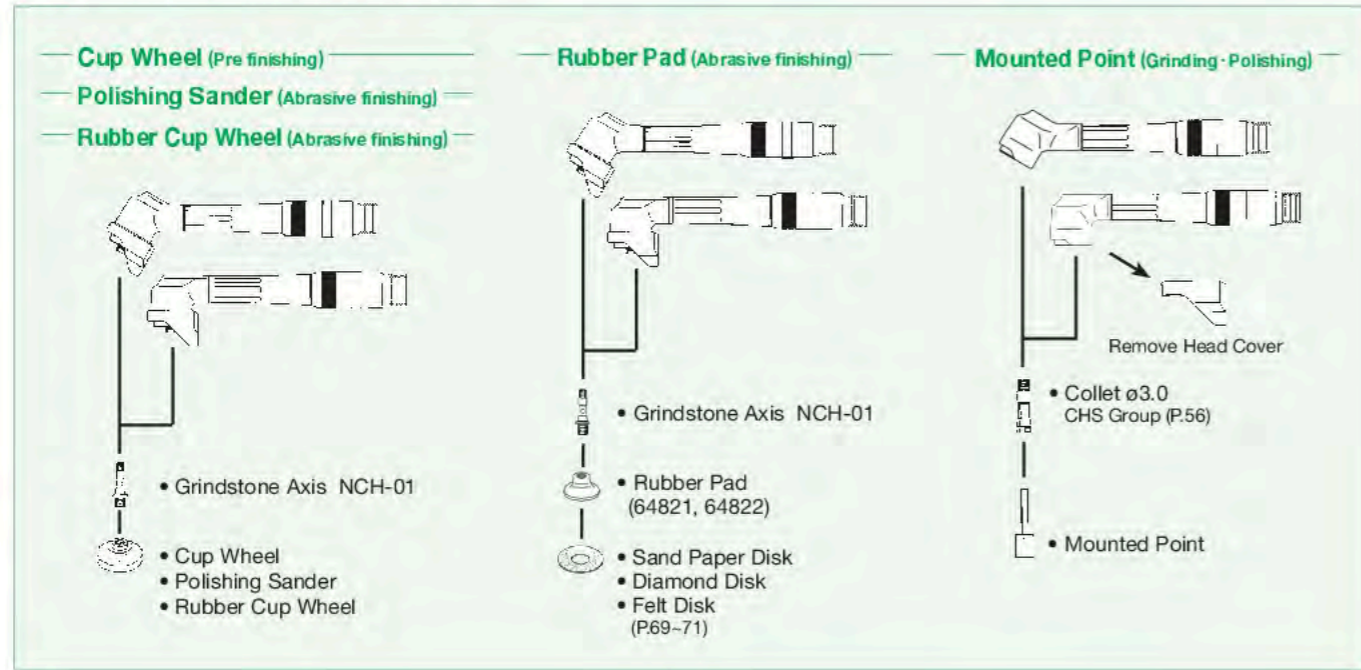 Cup Wheel (Pre finishing)
Polishing Sander (Abrasive finishing)
Rubber Cup Wheel (Abrasive finishing)
• Grindstone Axis NCH-01
• Cup Wheel
• Polishing Sander
• Rubber Cup Wheel
Rubber Pad (Abrasive finishing)
• Grindstone Axis NCH-01
• Rubber Pad
(64821, 64822)
• Sand Paper Disk
• Diamond Disk
• Felt Disk
(P.69~71)
Mounted Point (Grinding·Polishing)
Remove Head Cover
• Collet ø3.0
CHS Group (P.56)
• Mounted Point